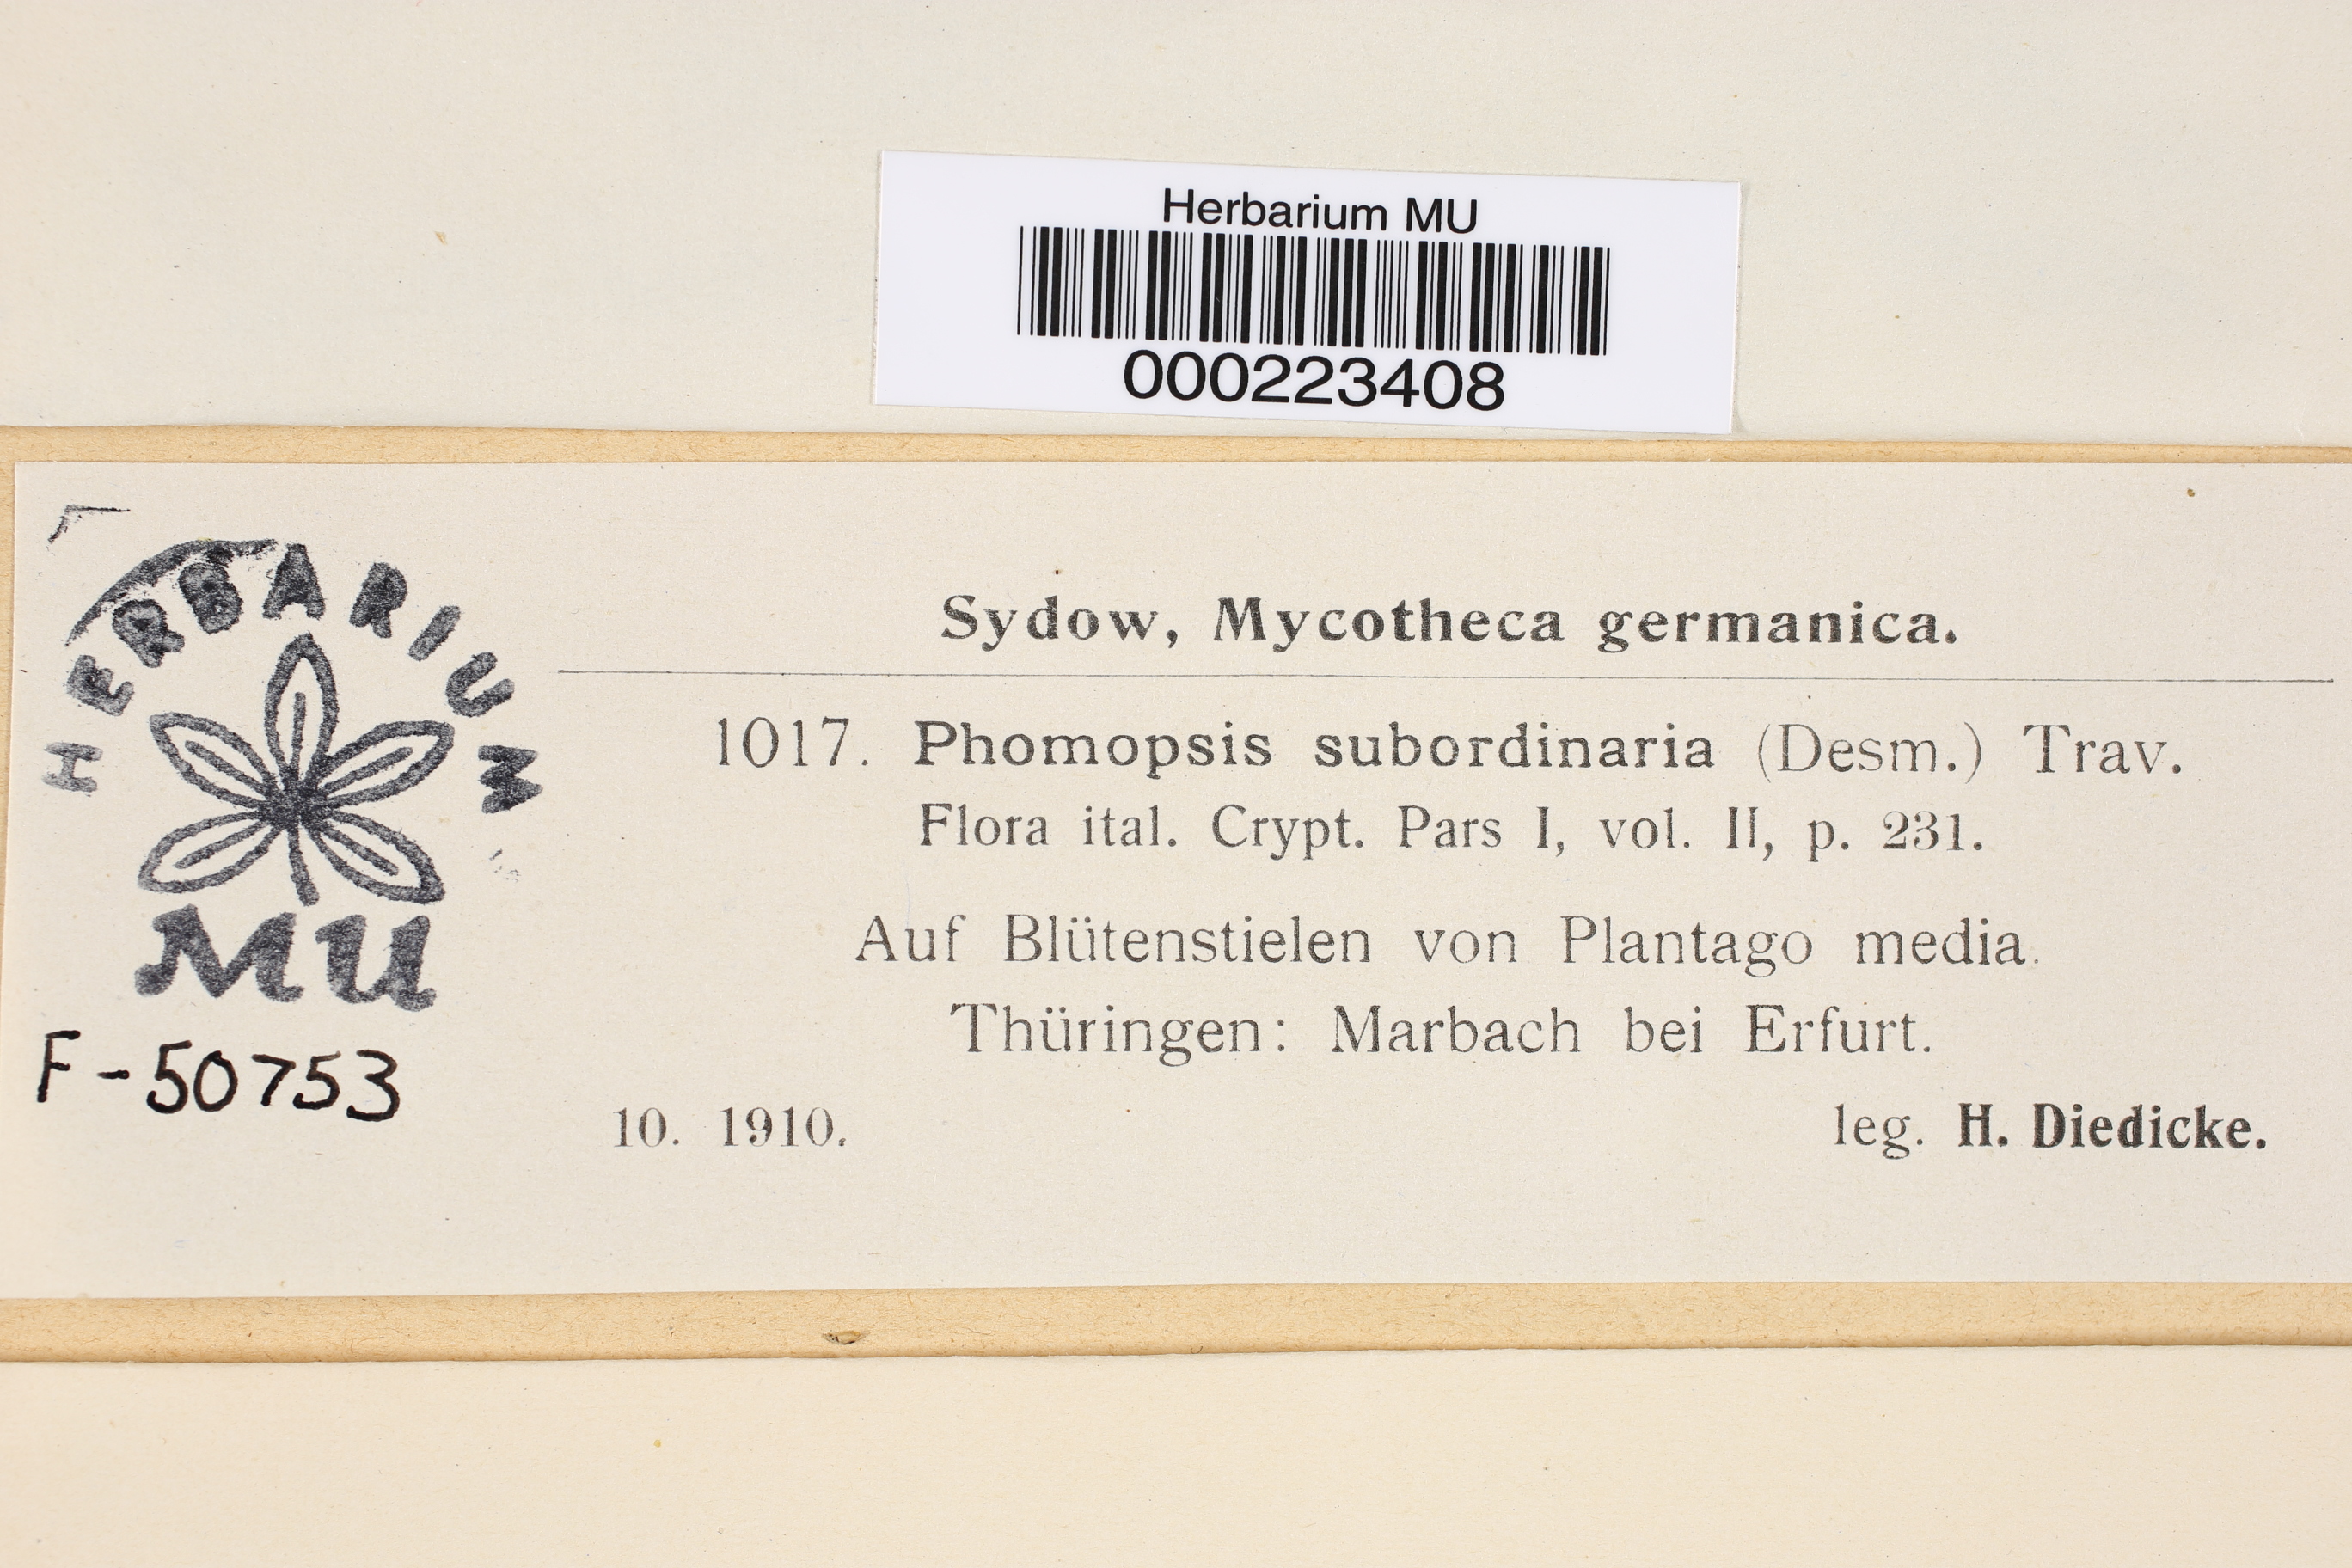 Herbarium MU
000223408
HERBARIUM
MU
F-50753
Sydow, Mycotheca germanica.
1017. Phomopsis subordinaria (Desm.) Trav.
Flora ital. Crypt. Pars I, vol. II, p. 231.
Auf Blütenstielen von Plantago media.
Thüringen: Marbach bei Erfurt.
10. 1910. leg. H. Diedicke.